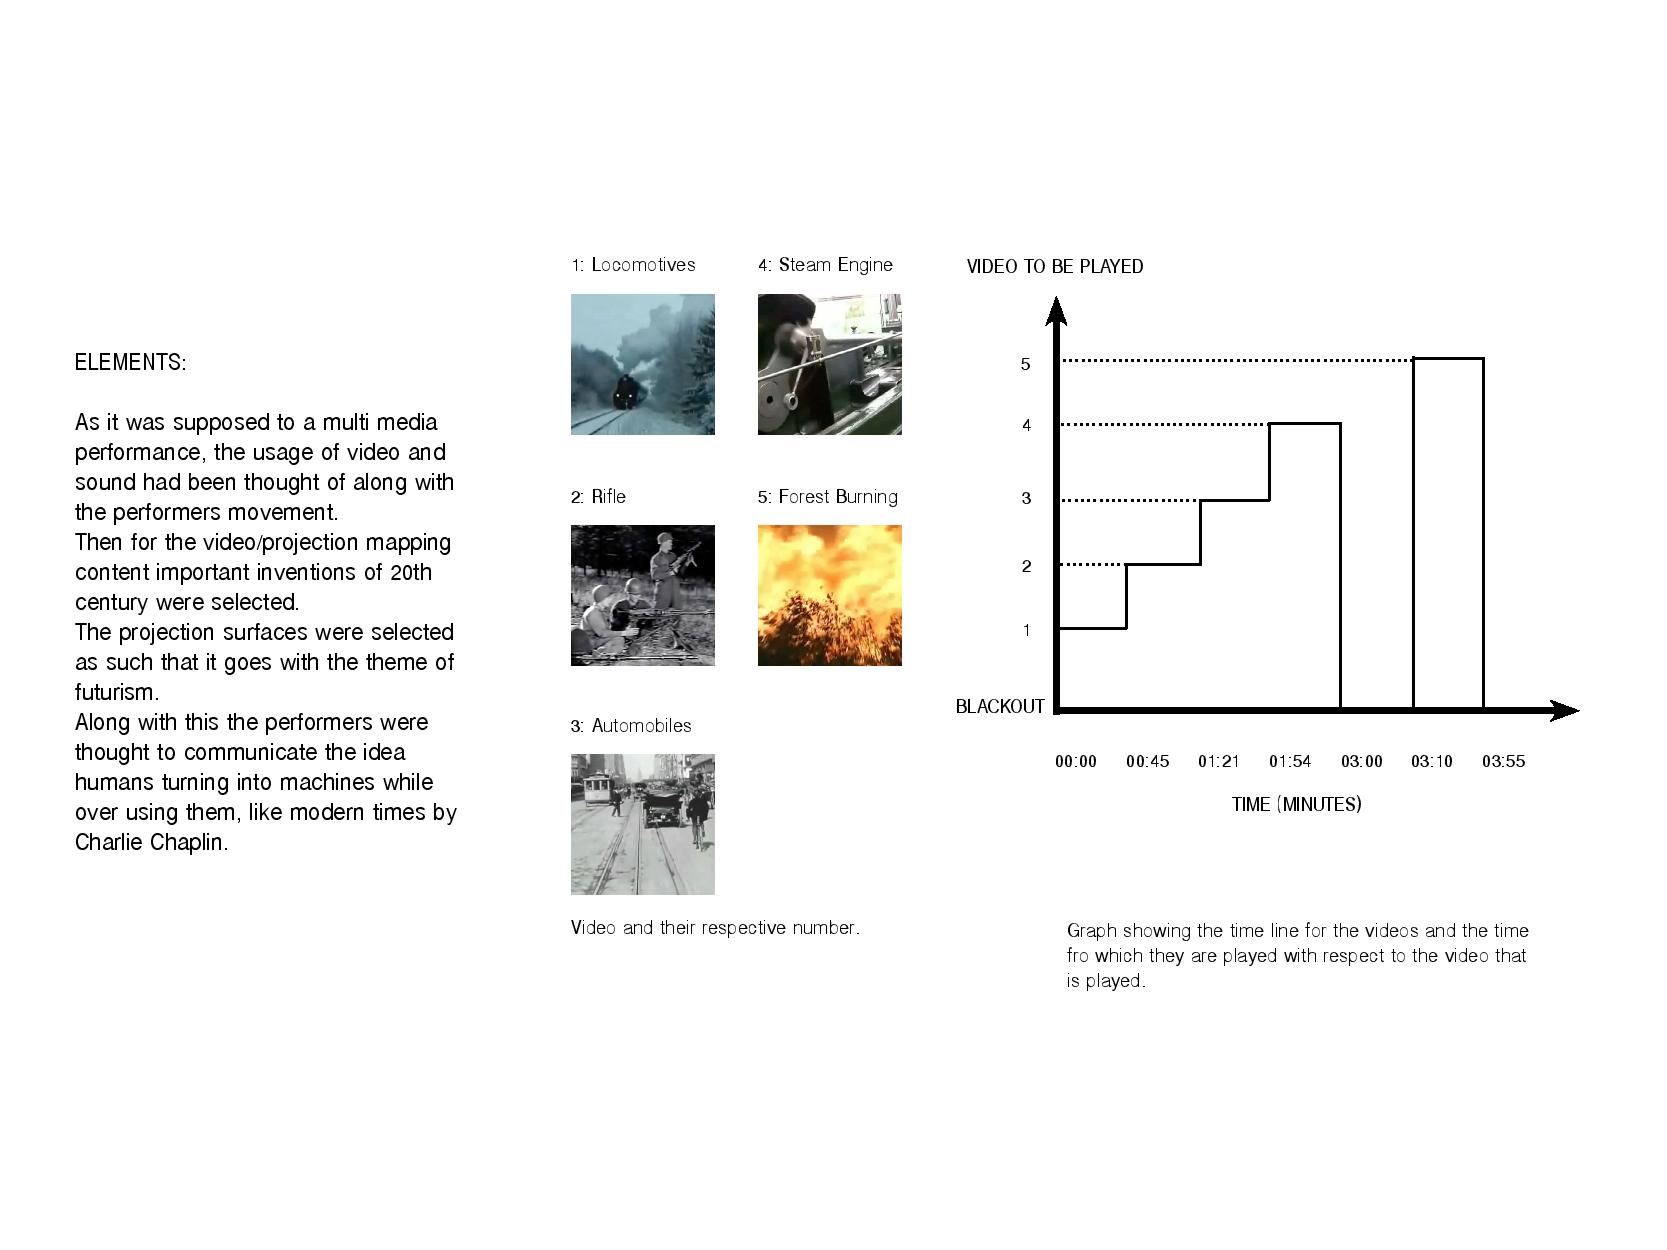 ELEMENTS:
As it was supposed to a multi media
performance, the usage of video and
sound had been thought of along with
the performers movement.
Then for the video/projection mapping
content important inventions of 20th
century were selected.
The projection surfaces were selected
as such that it goes with the theme of
futurism.
Along with this the performers were
thought to communicate the idea
humans turning into machines while
over using them, like modern times by
Charlie Chaplin.
1: Locomotives
4: Steam Engine
2: Rifle
5: Forest Burning
3: Automobiles
Video and their respective number.
VIDEO TO BE PLAYED
5
4
3
2
1
BLACKOUT
00:00 00:45 01:21 01:54 03:00 03:10 03:55
TIME (MINUTES)
Graph showing the time line for the videos and the time
fro which they are played with respect to the video that
is played.